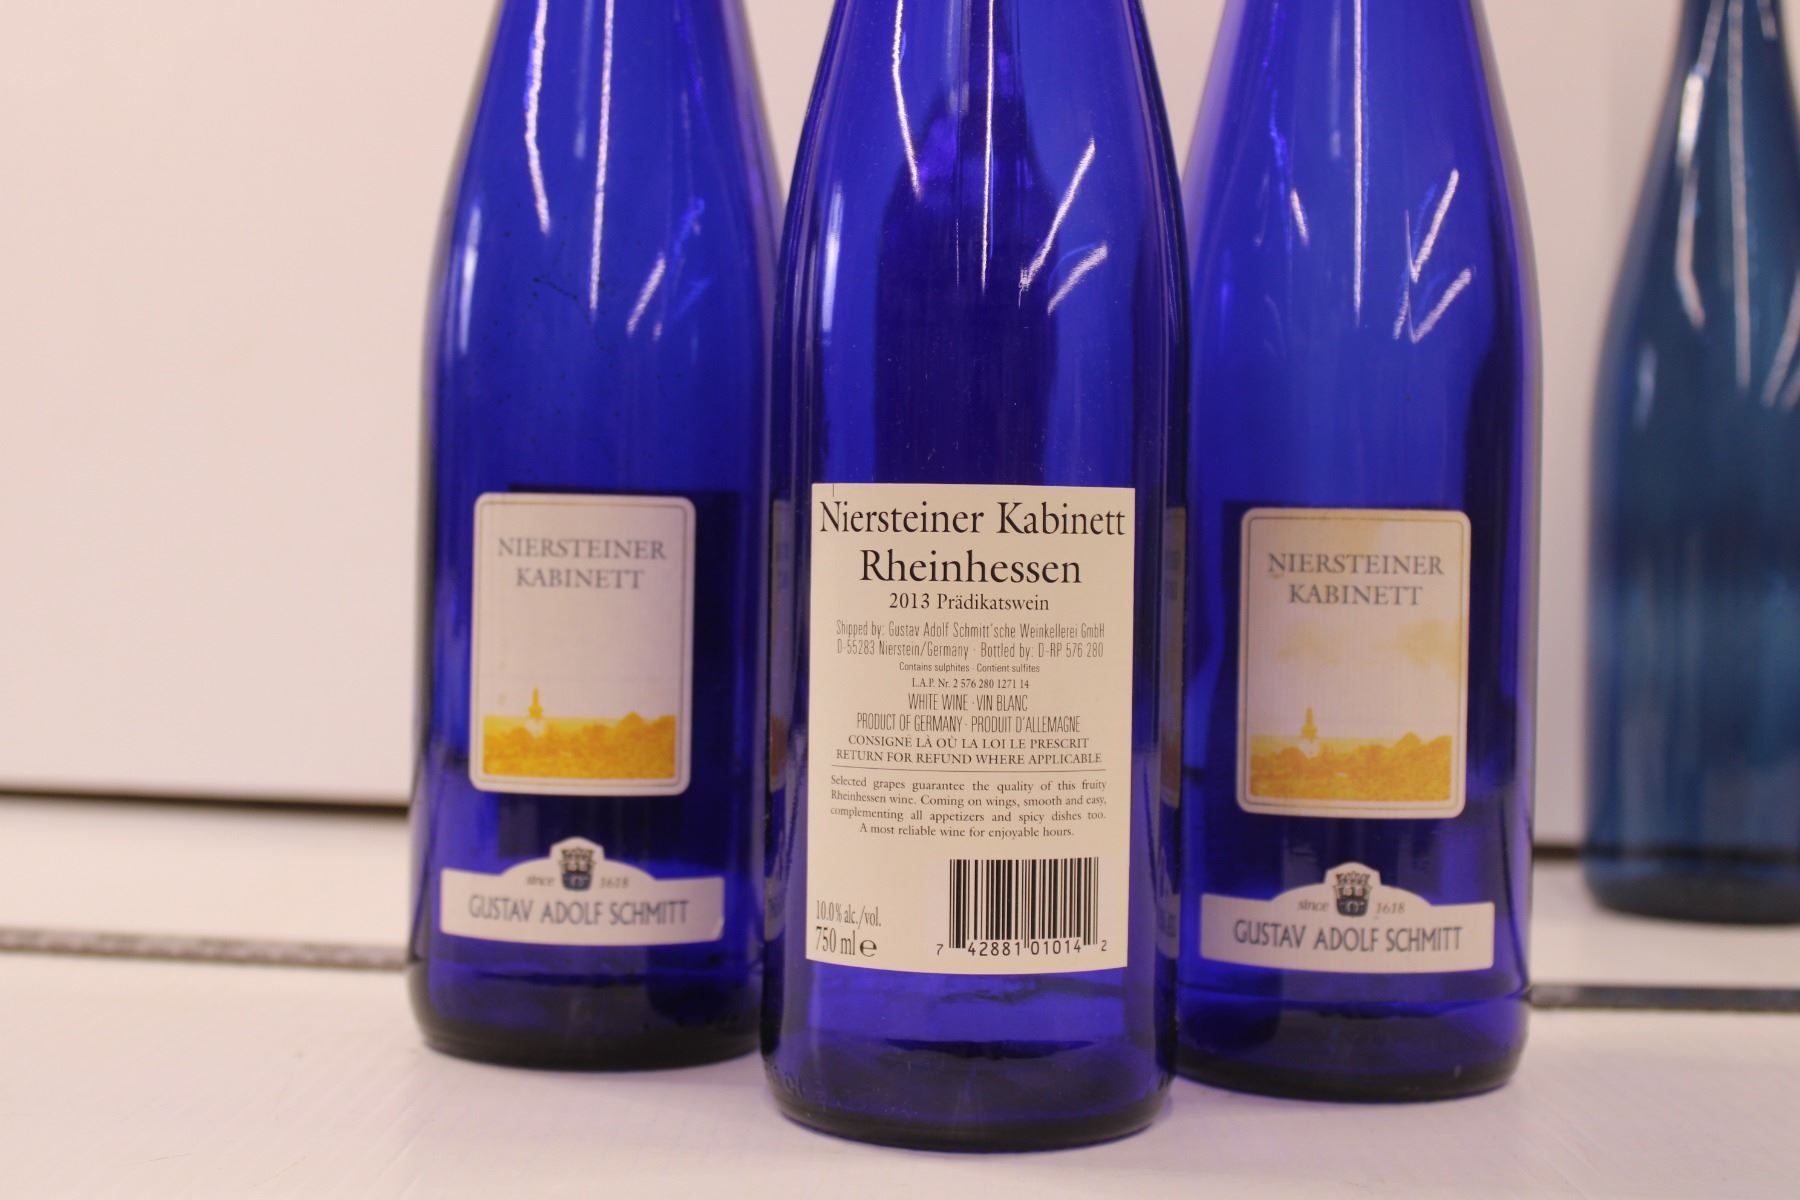 NIERSTEINER
KABINETT
since 1618
GUSTAV ADOLF SCHMITT
Niersteiner Kabinett
Rheinhessen
2013 Prädikatswein
Shipped by: Gustav Adolf Schmitt'sche Weinkellerei GmbH
D-55283 Nierstein/Germany · Bottled by: D-RP 576 280
Contains sulphites · Contient sulfites
L.A.P. Nr. 2 576 280 1271 14
WHITE WINE · VIN BLANC
PRODUCT OF GERMANY · PRODUIT D'ALLEMAGNE
CONSIGNÉ LÀ OÙ LA LOI LE PRESCRIT
RETURN FOR REFUND WHERE APPLICABLE
Selected grapes guarantee the quality of this fruity
Rheinhessen wine. Coming on wings, smooth and easy,
complementing all appetizers and spicy dishes too.
A most reliable wine for enjoyable hours.
10.0% alc./vol.
750 ml ℮
7 42881 01014 2
NIERSTEINER
KABINETT
since 1618
GUSTAV ADOLF SCHMITT